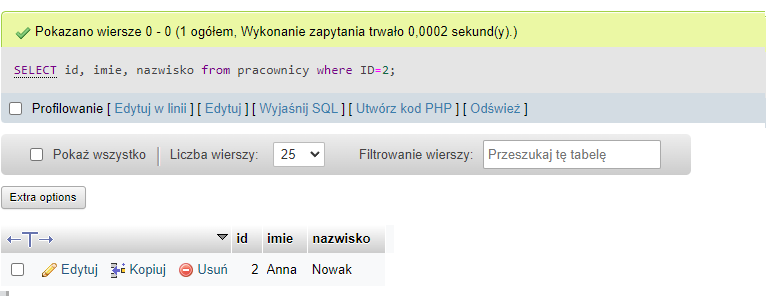 Pokazano wiersze 0 - 0 (1 ogółem, Wykonanie zapytania trwało 0,0002 sekund(y).)
SELECT id, imie, nazwisko from pracownicy where ID=2;
Profilowanie [ Edytuj w linii ] [ Edytuj ] [ Wyjaśnij SQL ] [ Utwórz kod PHP ] [ Odśwież ]
Pokaż wszystko Liczba wierszy: 25 Filtrowanie wierszy: Przeszukaj tę tabelę
Extra options
id imie nazwisko
Edytuj Kopiuj Usuń 2 Anna Nowak